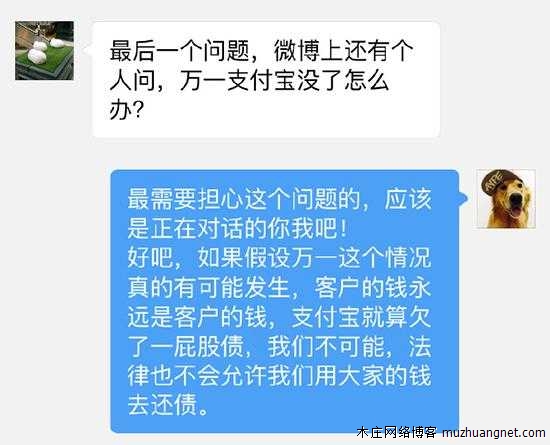 最后一个问题，微博上还有个
人问，万一支付宝没了怎么
办？
最需要担心这个问题的，应该
是正在对话的你我吧！
好吧，如果假设万一这个情况
真的有可能发生，客户的钱永
远是客户的钱，支付宝就算欠
了一屁股债，我们不可能，法
律也不会允许我们用大家的钱
去还债。
木庄网络博客 muzhuangnet.com